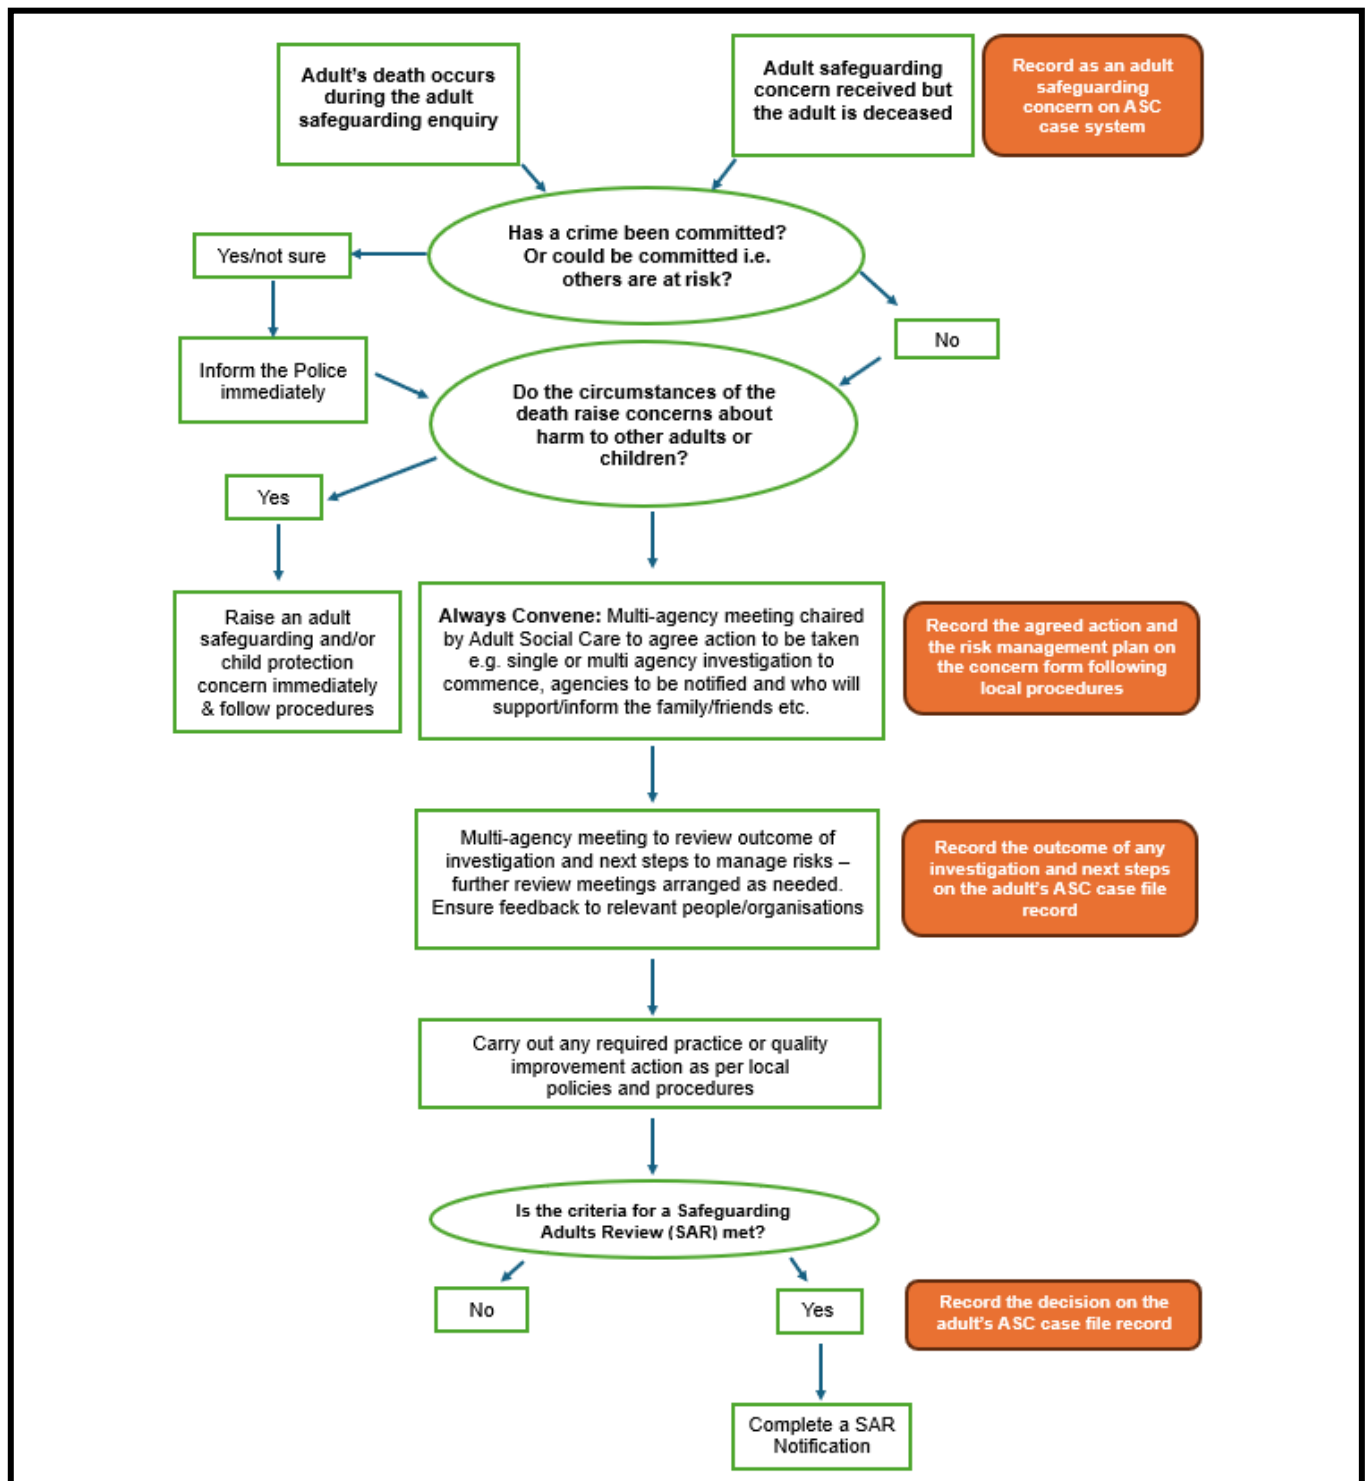 Adult's death occurs
during the adult
safeguarding enquiry
Adult safeguarding
concern received but
the adult is deceased
Record as an adult
safeguarding
concern on ASC
case system
Has a crime been committed?
Or could be committed i.e.
others are at risk?
Yes/not sure
No
Inform the Police
immediately
Do the circumstances of the
death raise concerns about
harm to other adults or
children?
Yes
Raise an adult
safeguarding and/or
child protection
concern immediately
& follow procedures
Always Convene: Multi-agency meeting chaired
by Adult Social Care to agree action to be taken
e.g. single or multi agency investigation to
commence, agencies to be notified and who will
support/inform the family/friends etc.
Record the agreed action and
the risk management plan on
the concern form following
local procedures
Multi-agency meeting to review outcome of
investigation and next steps to manage risks –
further review meetings arranged as needed.
Ensure feedback to relevant people/organisations
Record the outcome of any
investigation and next steps
on the adult's ASC case file
record
Carry out any required practice or quality
improvement action as per local
policies and procedures
Is the criteria for a Safeguarding
Adults Review (SAR) met?
No
Yes
Record the decision on the
adult's ASC case file record
Complete a SAR
Notification